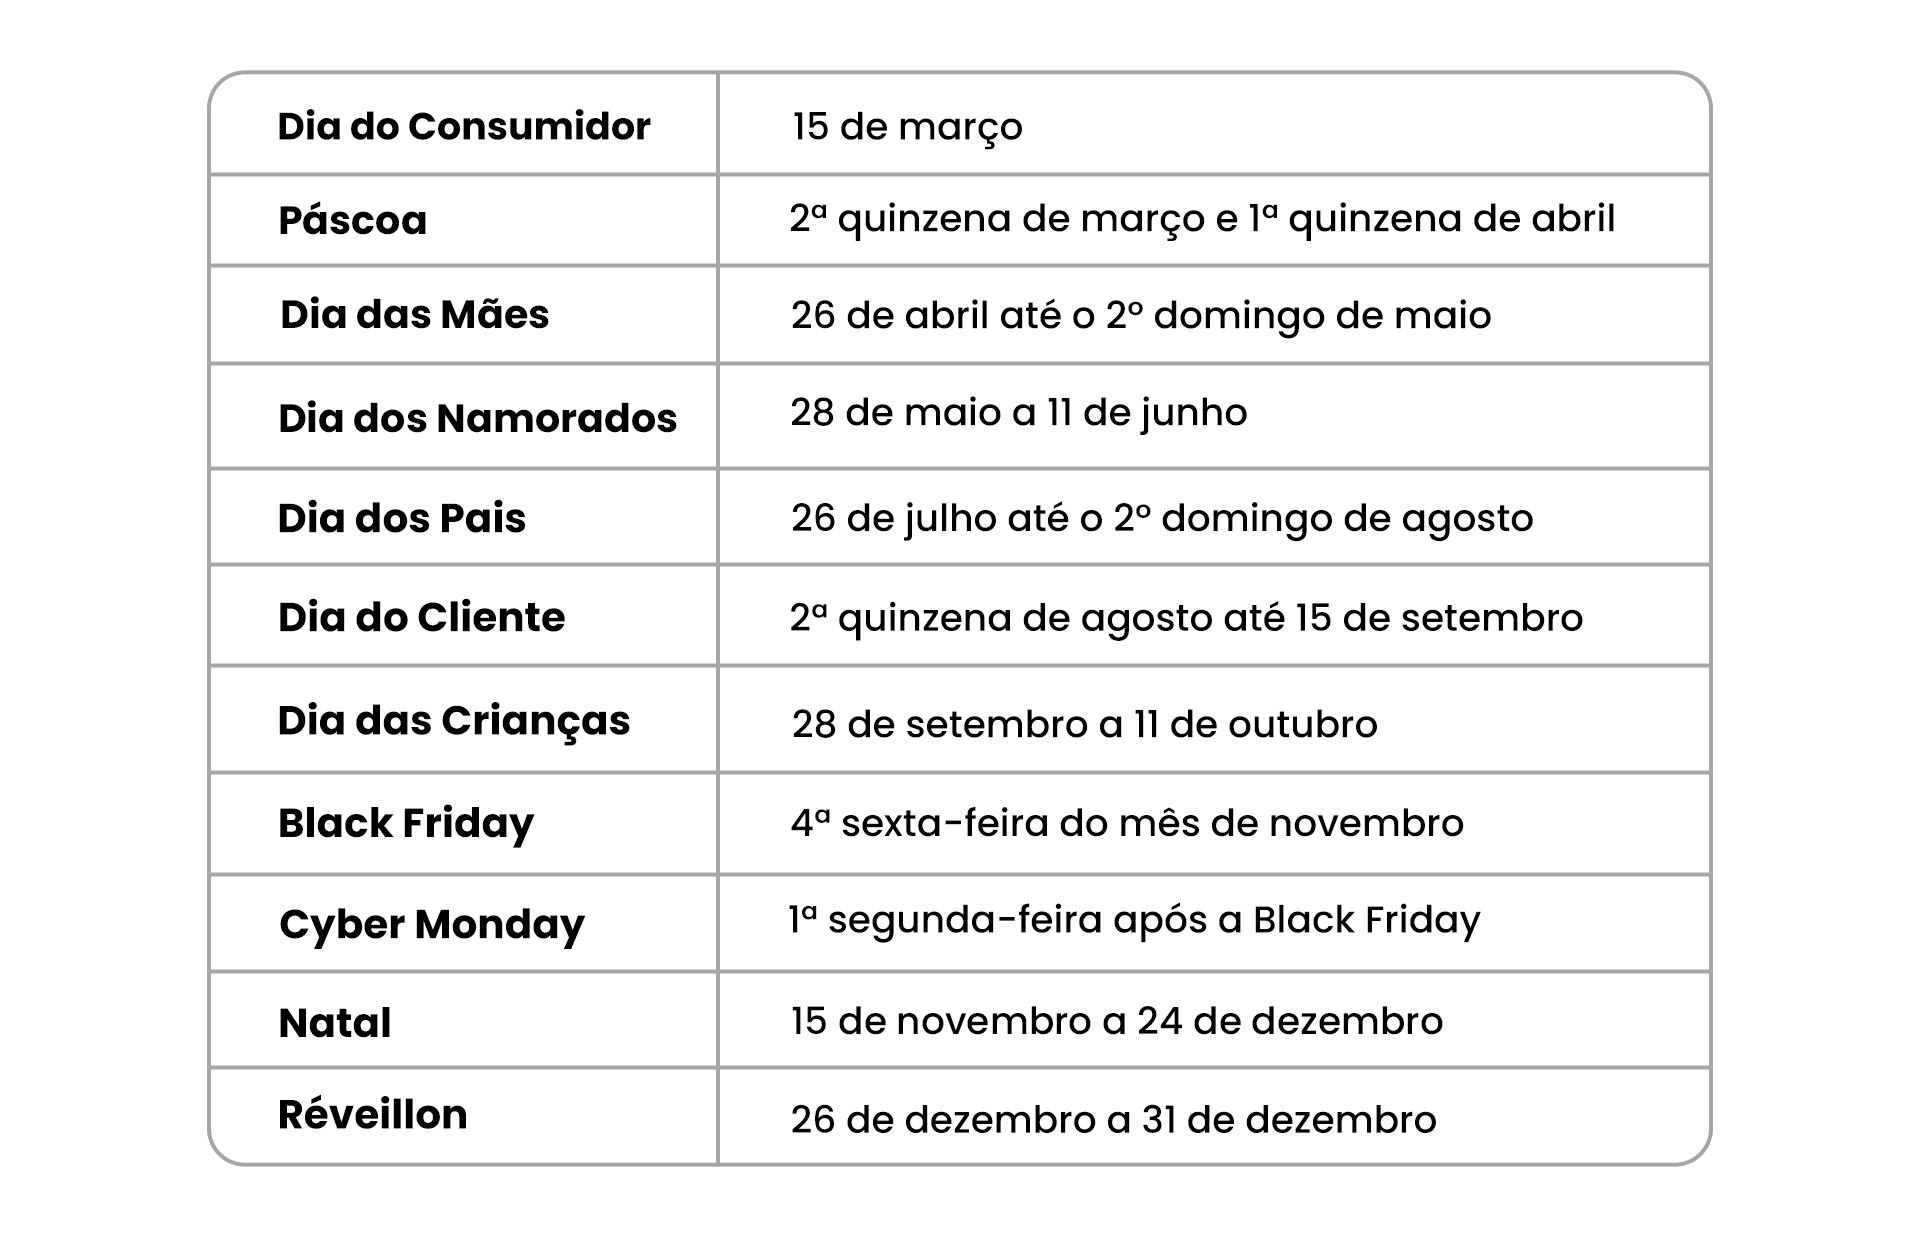 Dia do Consumidor 15 de março
Páscoa 2ª quinzena de março e 1ª quinzena de abril
Dia das Mães 26 de abril até o 2º domingo de maio
Dia dos Namorados 28 de maio a 11 de junho
Dia dos Pais 26 de julho até o 2º domingo de agosto
Dia do Cliente 2ª quinzena de agosto até 15 de setembro
Dia das Crianças 28 de setembro a 11 de outubro
Black Friday 4ª sexta-feira do mês de novembro
Cyber Monday 1ª segunda-feira após a Black Friday
Natal 15 de novembro a 24 de dezembro
Réveillon 26 de dezembro a 31 de dezembro